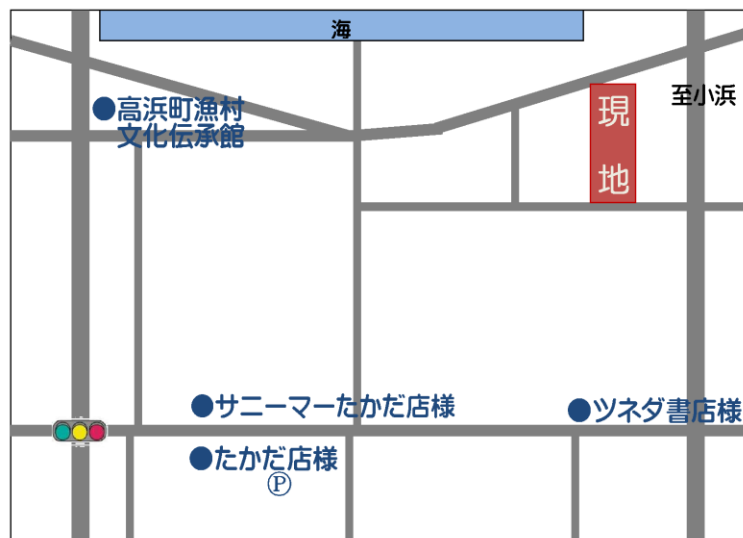 海
●高浜町漁村
文化伝承館
至小浜
現
地
●サニーマーたかだ店様
●ツネダ書店様
●たかだ店様
Ⓟ